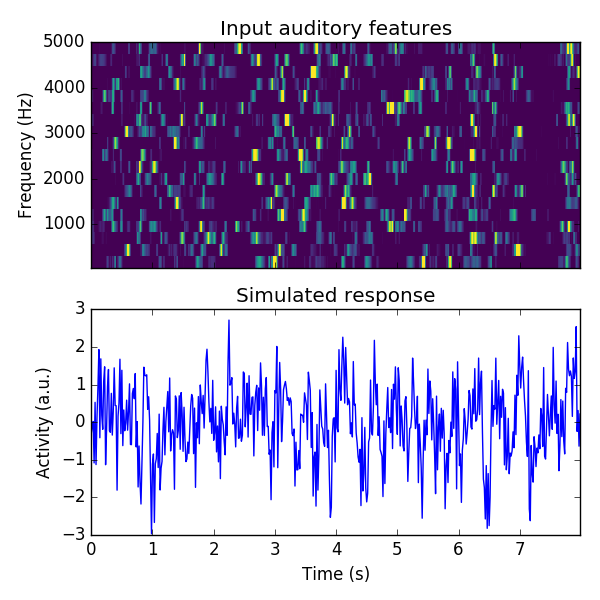 Input auditory features
5000
4000
3000
2000
1000
Frequency (Hz)
Simulated response
3
2
1
0
−1
−2
−3
Activity (a.u.)
0 1 2 3 4 5 6 7
Time (s)